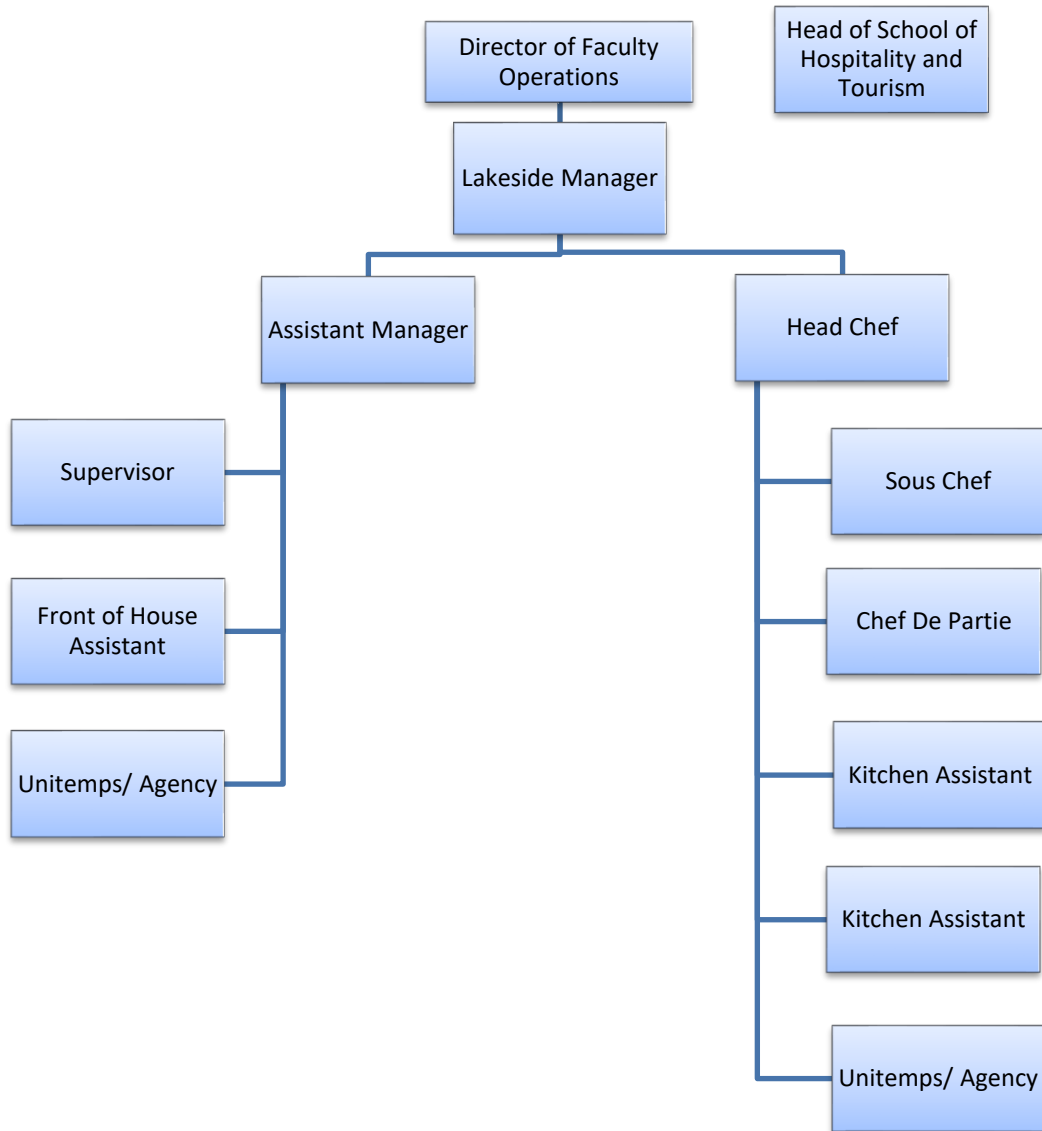 Director of Faculty
Operations
Head of School of
Hospitality and
Tourism
Lakeside Manager
Assistant Manager
Head Chef
Supervisor
Sous Chef
Front of House
Assistant
Chef De Partie
Unitemps/ Agency
Kitchen Assistant
Kitchen Assistant
Unitemps/ Agency